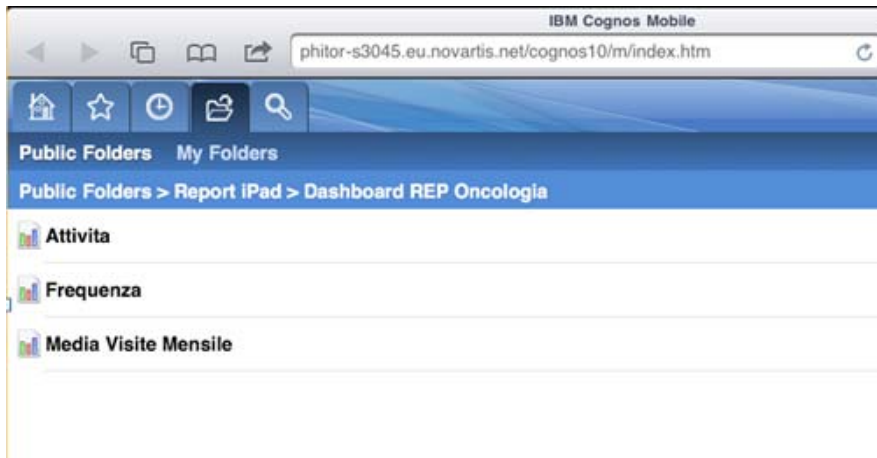 IBM Cognos Mobile
phitor-s3045.eu.novartis.net/cognos10/m/index.htm
Public Folders My Folders
Public Folders > Report iPad > Dashboard REP Oncologia
Attivita
Frequenza
Media Visite Mensile